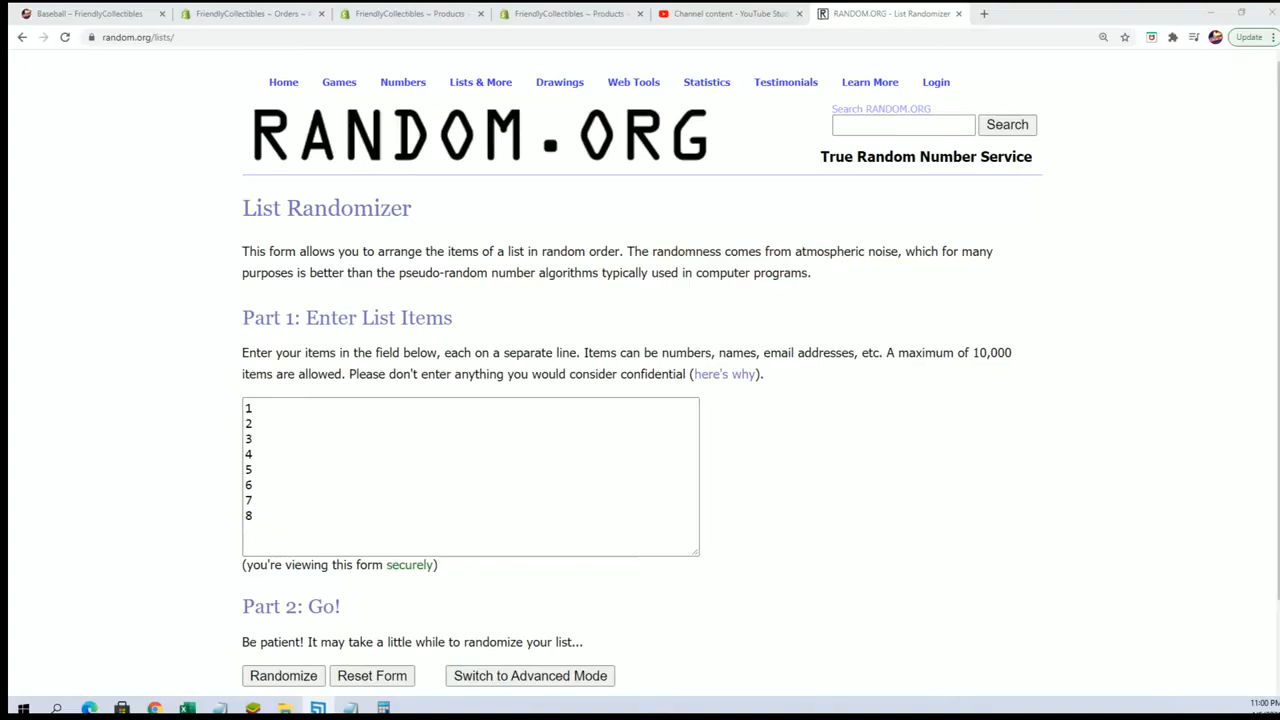 Baseball – FriendlyCollectibles
FriendlyCollectibles ~ Orders ~
FriendlyCollectibles ~ Products
FriendlyCollectibles ~ Products
Channel content - YouTube Stu
RANDOM.ORG - List Randomizer
random.org/lists/
Update
Home Games Numbers Lists & More Drawings Web Tools Statistics Testimonials Learn More Login
RANDOM.ORG
Search RANDOM.ORG
Search
True Random Number Service
List Randomizer
This form allows you to arrange the items of a list in random order. The randomness comes from atmospheric noise, which for many
purposes is better than the pseudo-random number algorithms typically used in computer programs.
Part 1: Enter List Items
Enter your items in the field below, each on a separate line. Items can be numbers, names, email addresses, etc. A maximum of 10,000
items are allowed. Please don't enter anything you would consider confidential (here's why).
1
2
3
4
5
6
7
8
(you're viewing this form securely)
Part 2: Go!
Be patient! It may take a little while to randomize your list...
Randomize Reset Form Switch to Advanced Mode
11:00 PM